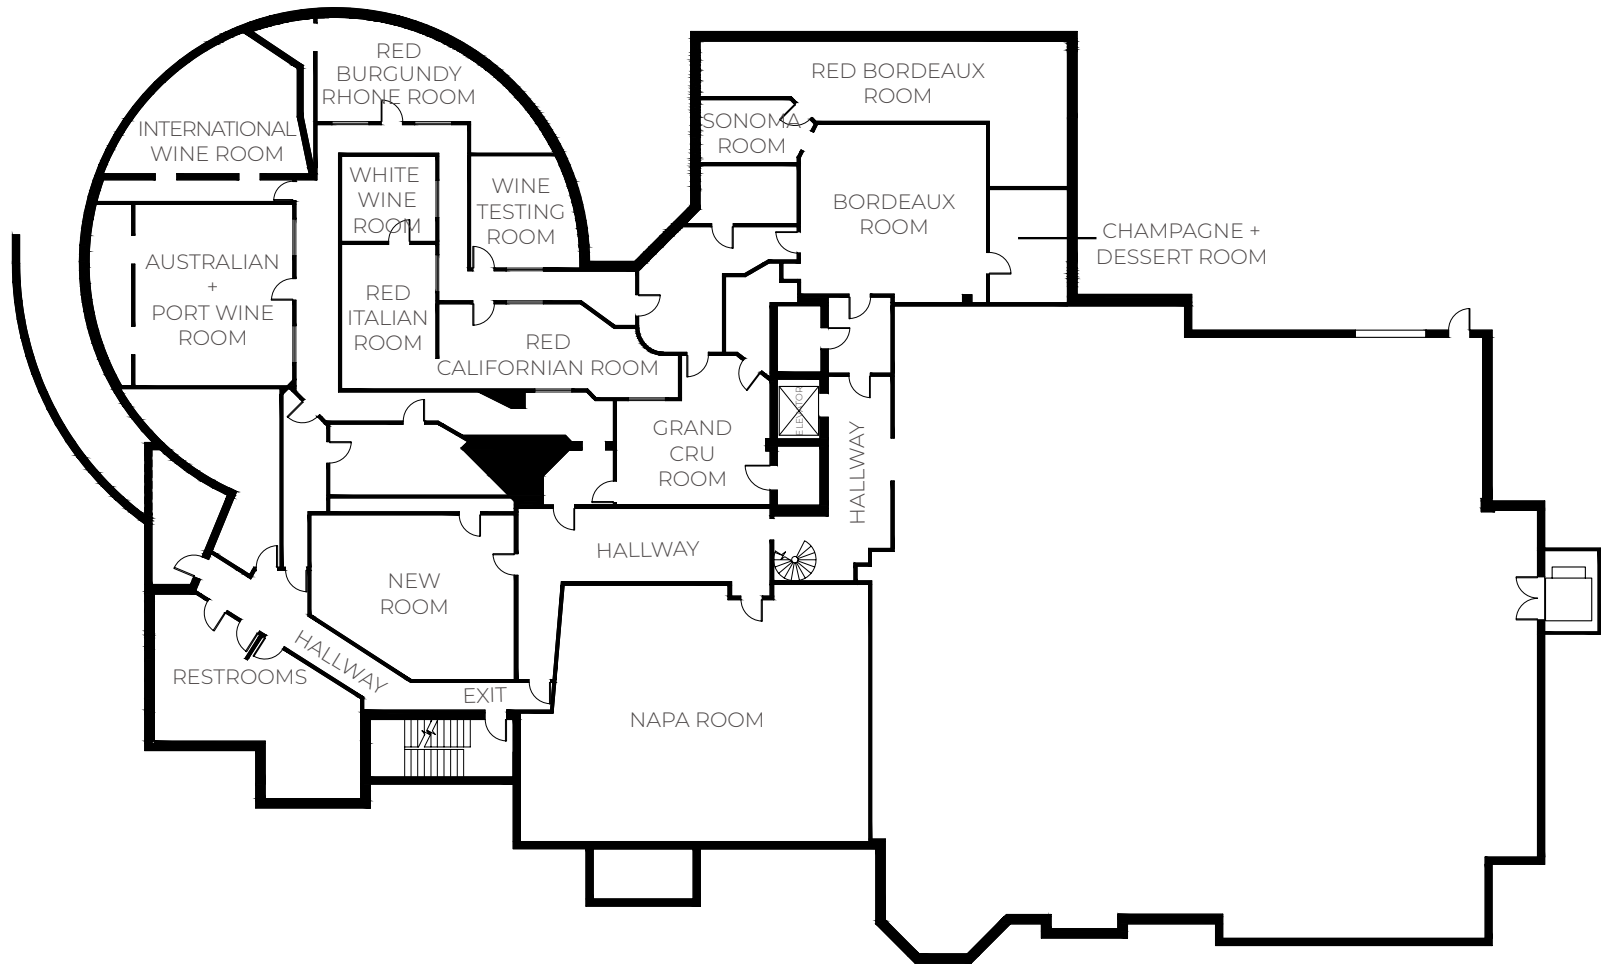 RED
BURGUNDY
RHONE ROOM
RED BORDEAUX
ROOM
INTERNATIONAL
WINE ROOM
SONOMA
ROOM
WHITE
WINE
ROOM
WINE
TESTING
ROOM
BORDEAUX
ROOM
CHAMPAGNE +
DESSERT ROOM
AUSTRALIAN
+
PORT WINE
ROOM
RED
ITALIAN
ROOM
RED
CALIFORNIAN ROOM
ELEVATOR
GRAND
CRU
ROOM
HALLWAY
HALLWAY
NEW
ROOM
HALLWAY
RESTROOMS
EXIT
NAPA ROOM